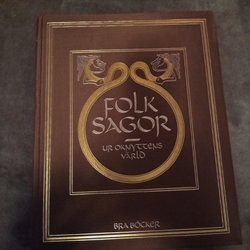 FOLK
SAGOR
UR OKNYTTENS
VÄRLD
BRA BÖCKER